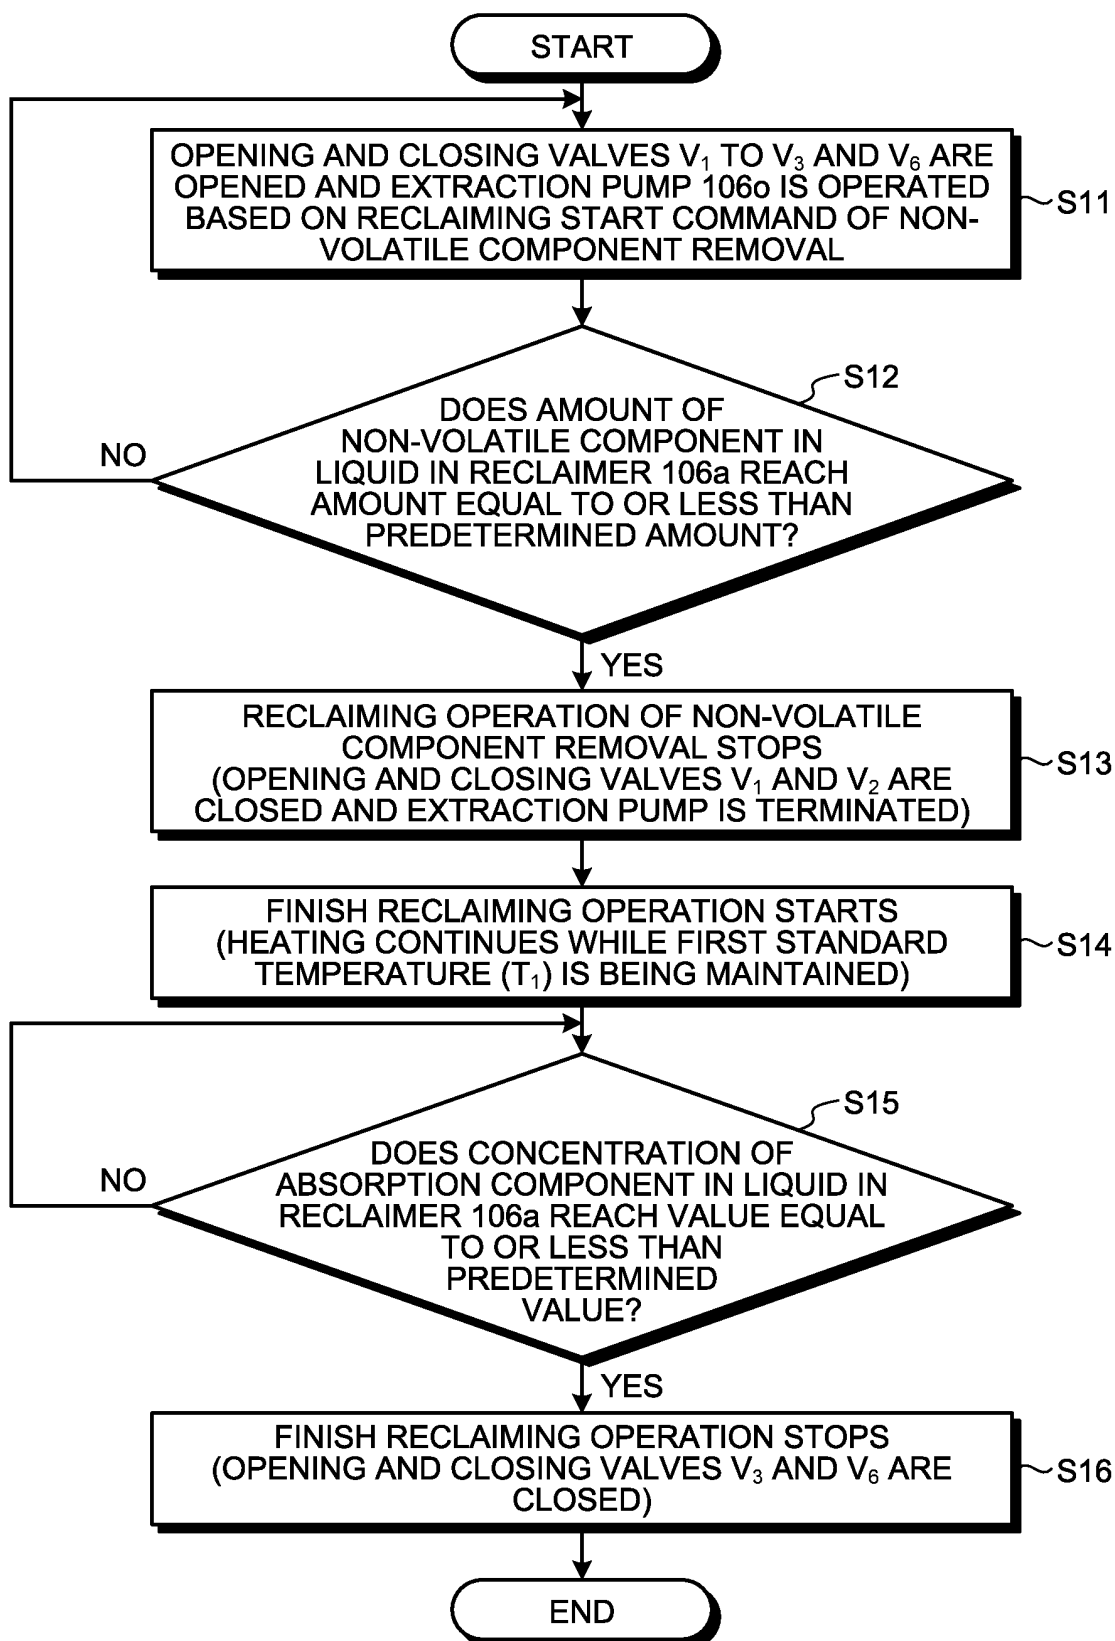 START
OPENING AND CLOSING VALVES V₁ TO V₃ AND V₆ ARE
OPENED AND EXTRACTION PUMP 106o IS OPERATED
BASED ON RECLAIMING START COMMAND OF NON-
VOLATILE COMPONENT REMOVAL
S11
S12
DOES AMOUNT OF
NON-VOLATILE COMPONENT IN
LIQUID IN RECLAIMER 106a REACH
AMOUNT EQUAL TO OR LESS THAN
PREDETERMINED AMOUNT?
NO
YES
RECLAIMING OPERATION OF NON-VOLATILE
COMPONENT REMOVAL STOPS
(OPENING AND CLOSING VALVES V₁ AND V₂ ARE
CLOSED AND EXTRACTION PUMP IS TERMINATED)
S13
FINISH RECLAIMING OPERATION STARTS
(HEATING CONTINUES WHILE FIRST STANDARD
TEMPERATURE (T₁) IS BEING MAINTAINED)
S14
S15
DOES CONCENTRATION OF
ABSORPTION COMPONENT IN LIQUID IN
RECLAIMER 106a REACH VALUE EQUAL
TO OR LESS THAN
PREDETERMINED
VALUE?
NO
YES
FINISH RECLAIMING OPERATION STOPS
(OPENING AND CLOSING VALVES V₃ AND V₆ ARE
CLOSED)
S16
END